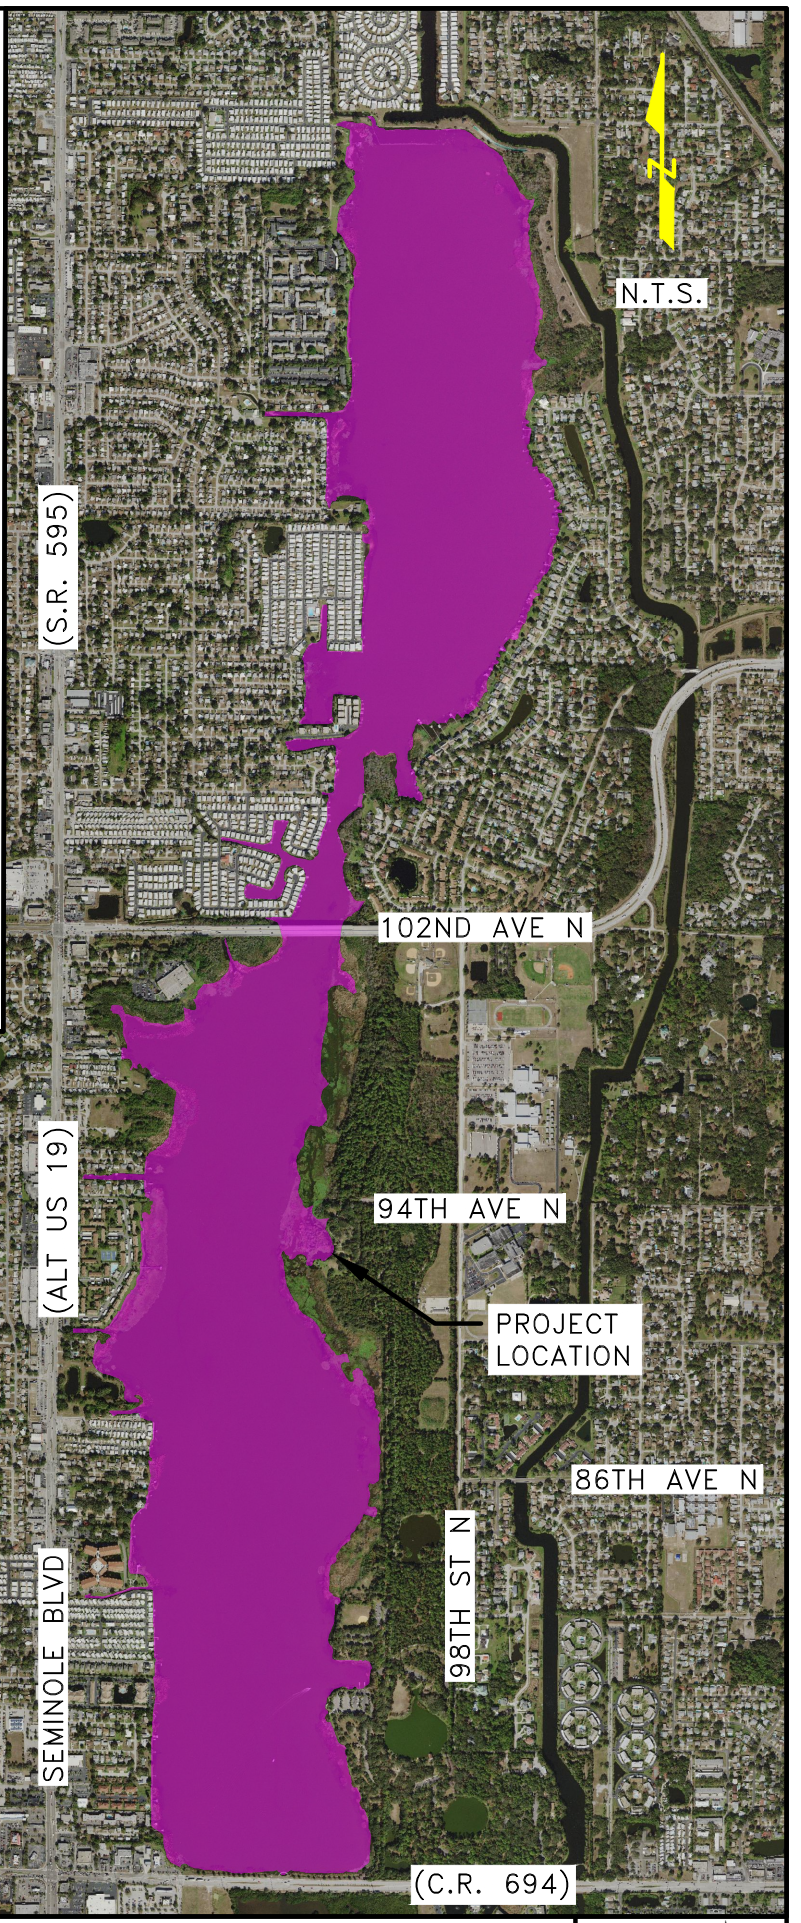 N.T.S.
(S.R. 595)
102ND AVE N
(ALT US 19)
94TH AVE N
PROJECT
LOCATION
86TH AVE N
98TH ST N
SEMINOLE BLVD
(C.R. 694)